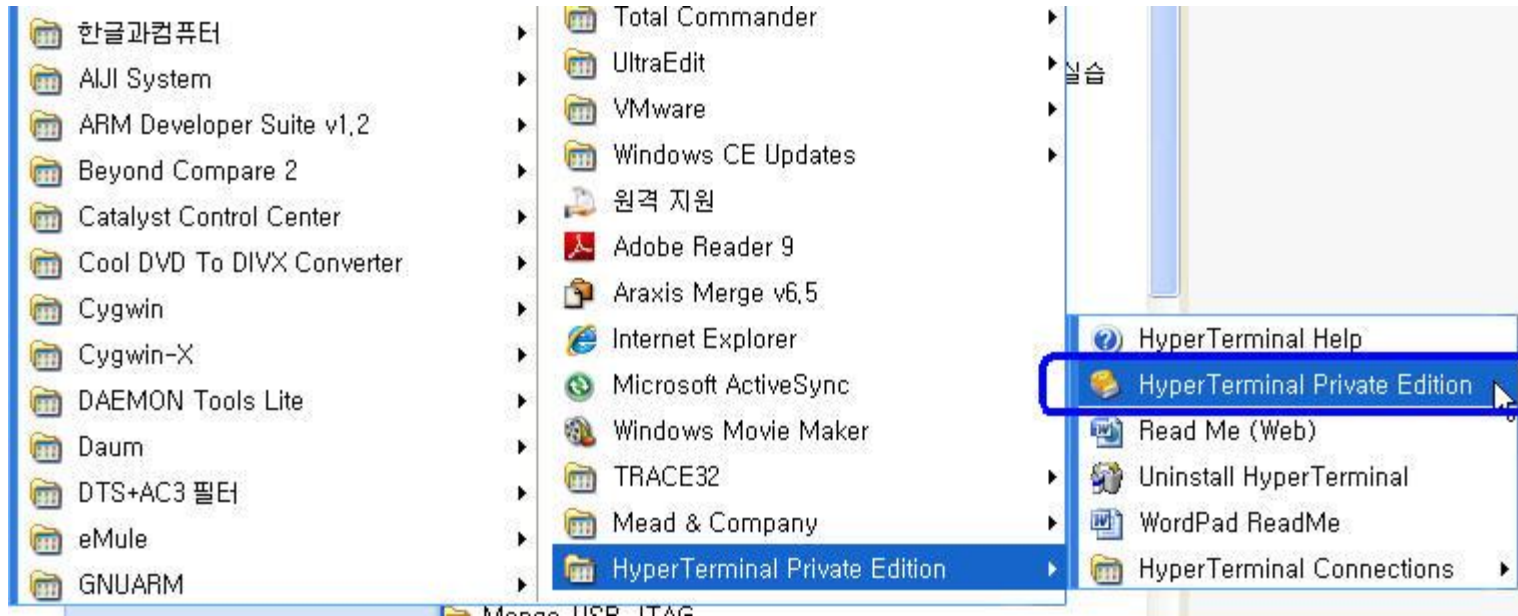 한글과컴퓨터
AIJI System
ARM Developer Suite v1.2
Beyond Compare 2
Catalyst Control Center
Cool DVD To DIVX Converter
Cygwin
Cygwin-X
DAEMON Tools Lite
Daum
DTS+AC3 필터
eMule
GNUARM
Total Commander
UltraEdit
VMware
Windows CE Updates
원격 지원
Adobe Reader 9
Araxis Merge v6.5
Internet Explorer
Microsoft ActiveSync
Windows Movie Maker
TRACE32
Mead & Company
HyperTerminal Private Edition
실습
HyperTerminal Help
HyperTerminal Private Edition
Read Me (Web)
Uninstall HyperTerminal
WordPad ReadMe
HyperTerminal Connections